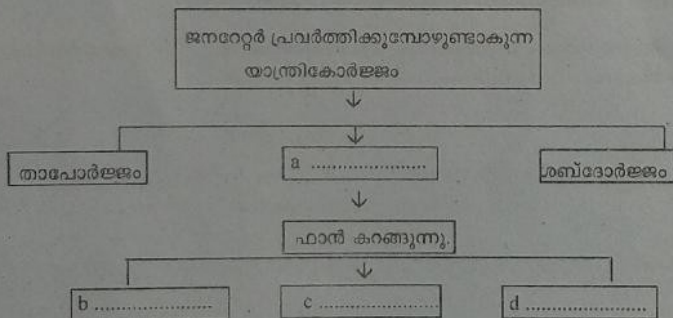 ജനറേറ്റർ പ്രവർത്തിക്കുമ്പോഴുണ്ടാകുന്ന
യാന്ത്രികോർജ്ജം
താപോർജ്ജം
a ......................
ശബ്ദോർജ്ജം
ഫാൻ കറങ്ങുന്നു.
b ......................
c ......................
d ......................